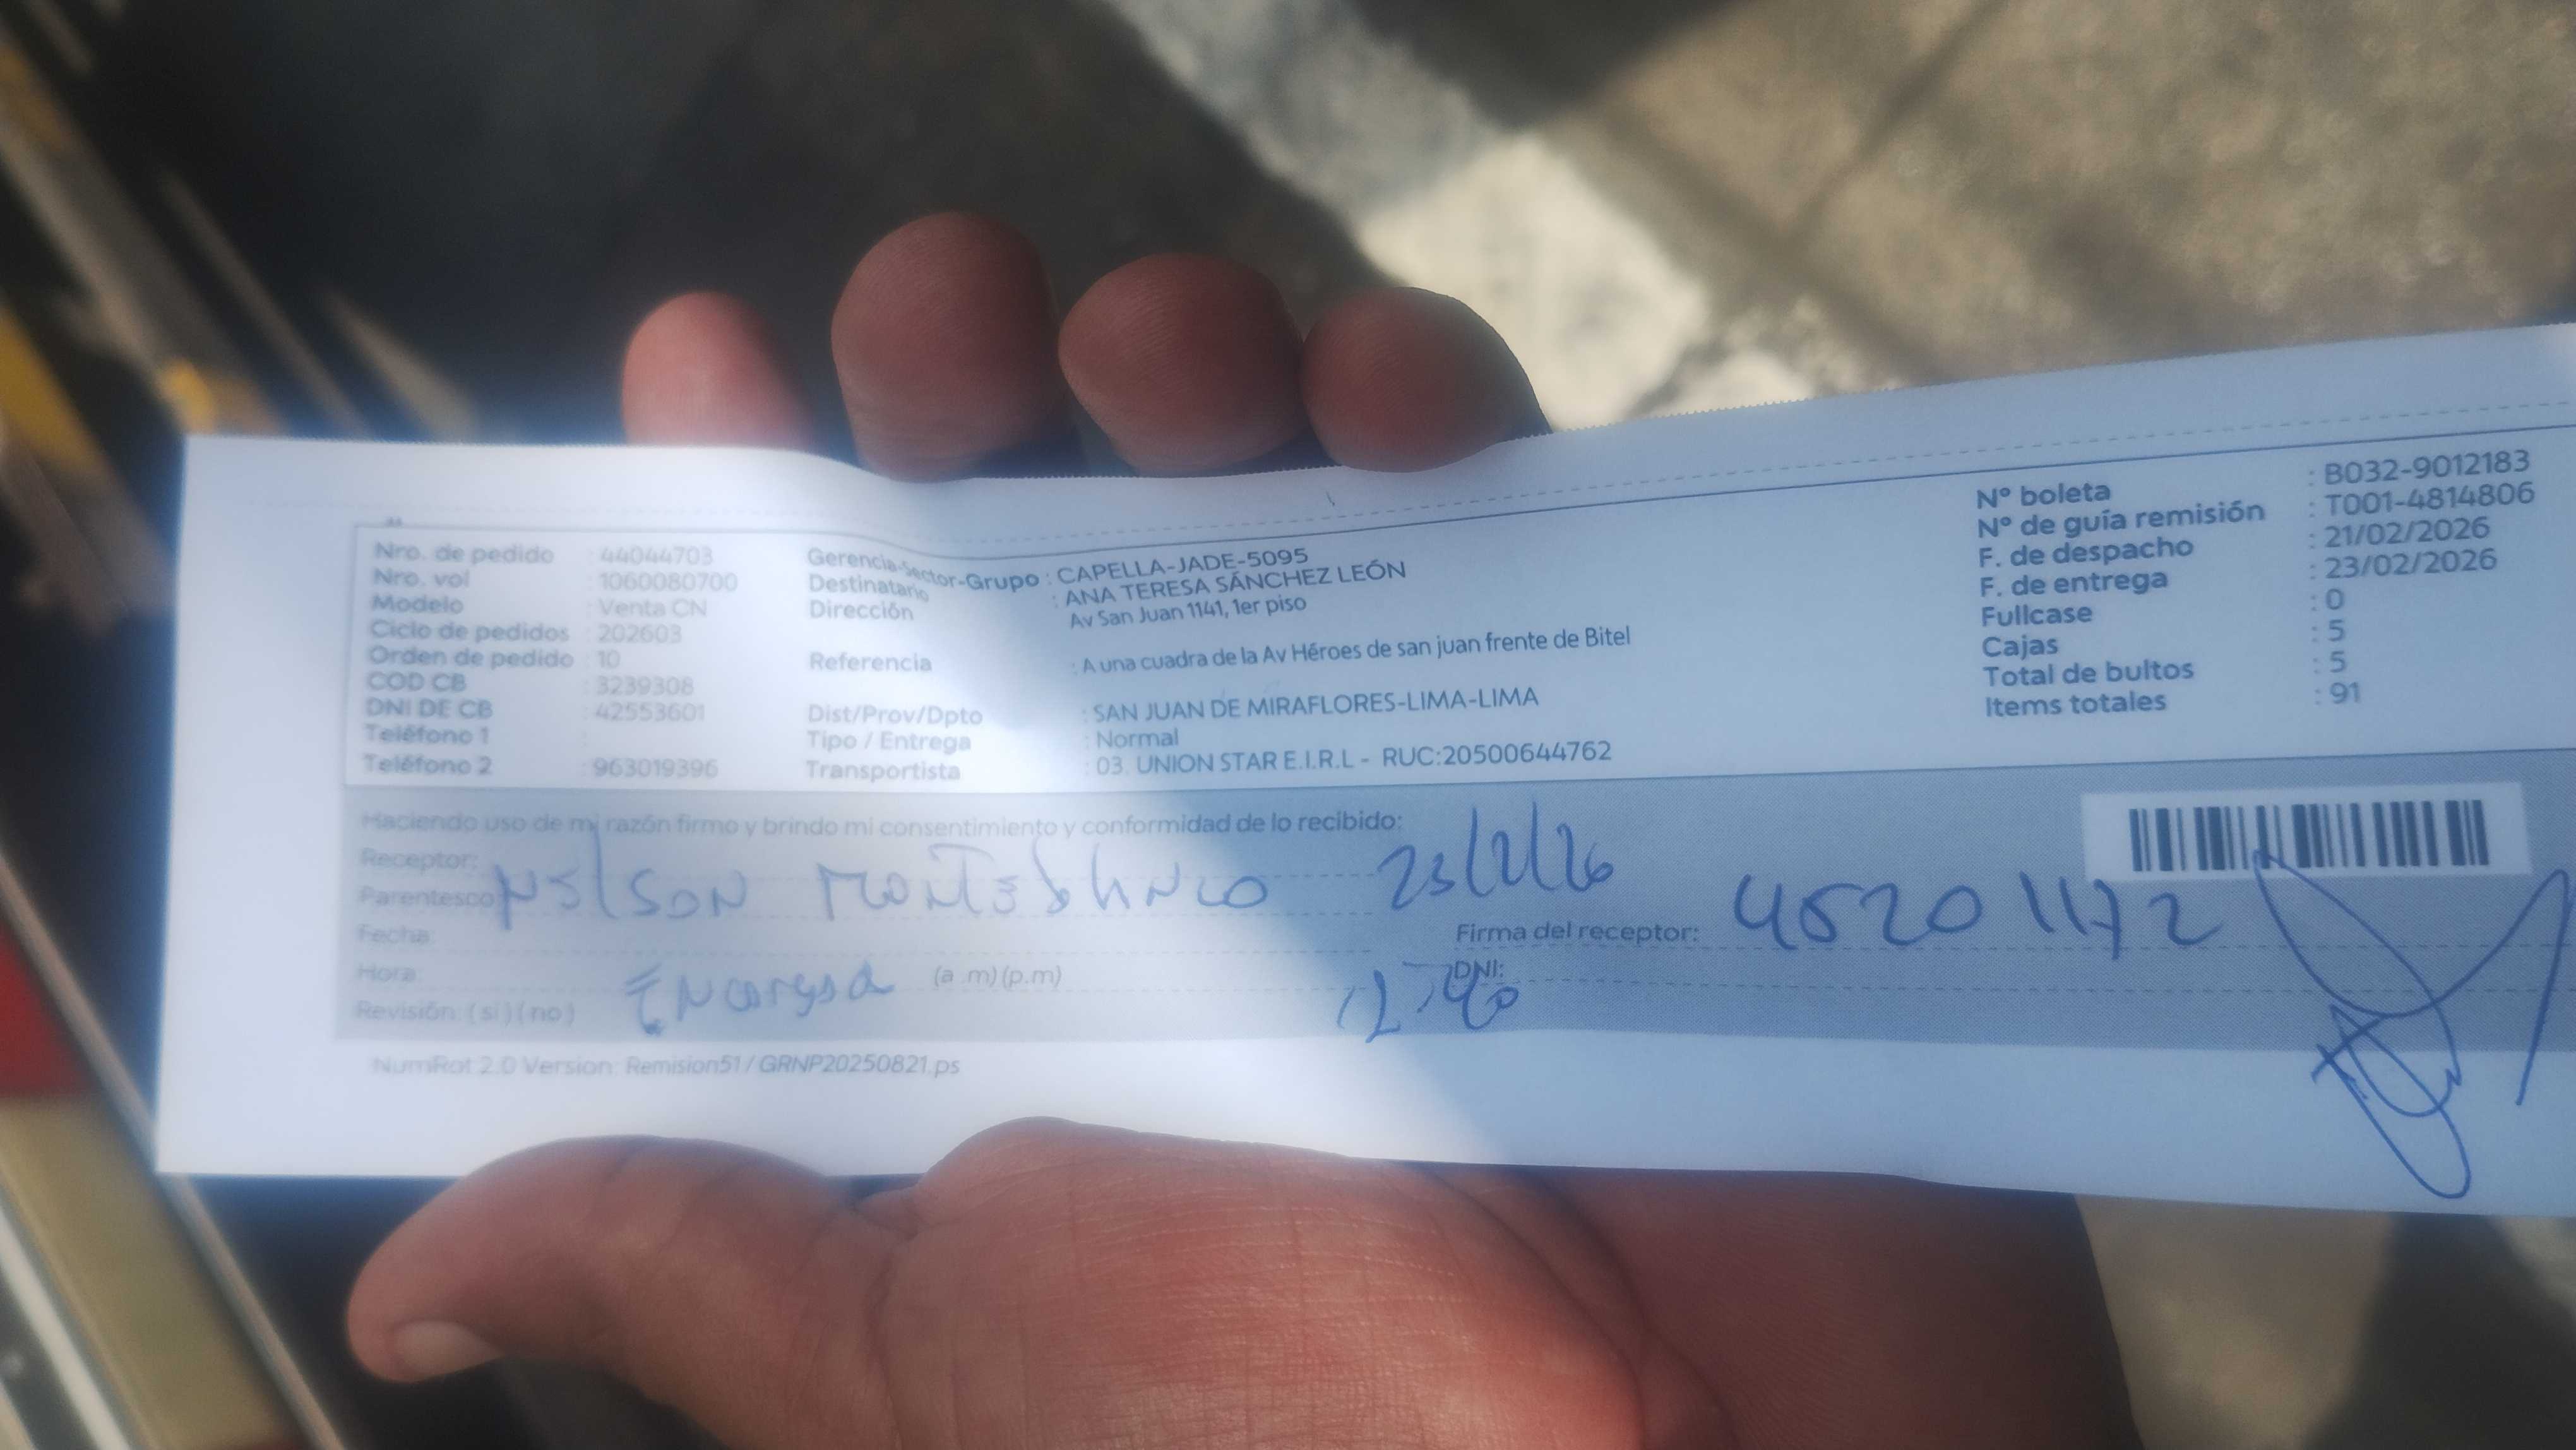 Nro. de pedido : 44044703
Nro. vol : 1060080700
Modelo : Venta CN
Ciclo de pedidos : 202603
Orden de pedido : 10
COD CB : 3239308
DNI DE CB : 42553601
Teléfono 1 :
Teléfono 2 : 963019396
Gerencia-Sector-Grupo : CAPELLA-JADE-5095
Destinatario : ANA TERESA SÁNCHEZ LEÓN
Dirección Av San Juan 1141, 1er piso
Referencia : A una cuadra de la Av Héroes de san juan frente de Bitel
Dist/Prov/Dpto : SAN JUAN DE MIRAFLORES-LIMA-LIMA
Tipo / Entrega : Normal
Transportista : 03. UNION STAR E.I.R.L - RUC:20500644762
N° boleta : B032-9012183
N° de guía remisión : T001-4814806
F. de despacho : 21/02/2026
F. de entrega : 23/02/2026
Fullcase : 0
Cajas : 5
Total de bultos : 5
Items totales : 91
Haciendo uso de mi razón firmo y brindo mi consentimiento y conformidad de lo recibido:
Receptor:
Parentesco: NELSON MONTEBLANCO 23/2/26
Fecha: Firma del receptor: 45201172
Hora: (a.m)(p.m) DNI:
Revisión: (si)(no) 12:40
NumRot 2.0 Version: Remision51/ GRNP20250821.ps